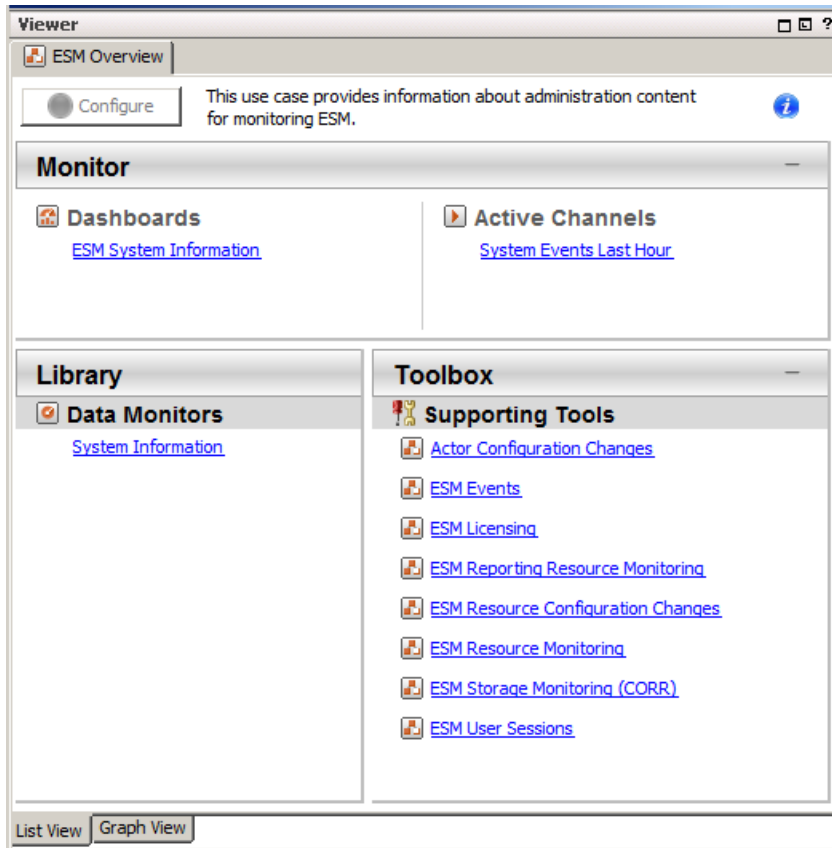 Viewer
?
ESM Overview
Configure
This use case provides information about administration content
for monitoring ESM.
Monitor
Dashboards
ESM System Information
Active Channels
System Events Last Hour
Library
Data Monitors
System Information
Toolbox
Supporting Tools
Actor Configuration Changes
ESM Events
ESM Licensing
ESM Reporting Resource Monitoring
ESM Resource Configuration Changes
ESM Resource Monitoring
ESM Storage Monitoring (CORR)
ESM User Sessions
List View
Graph View